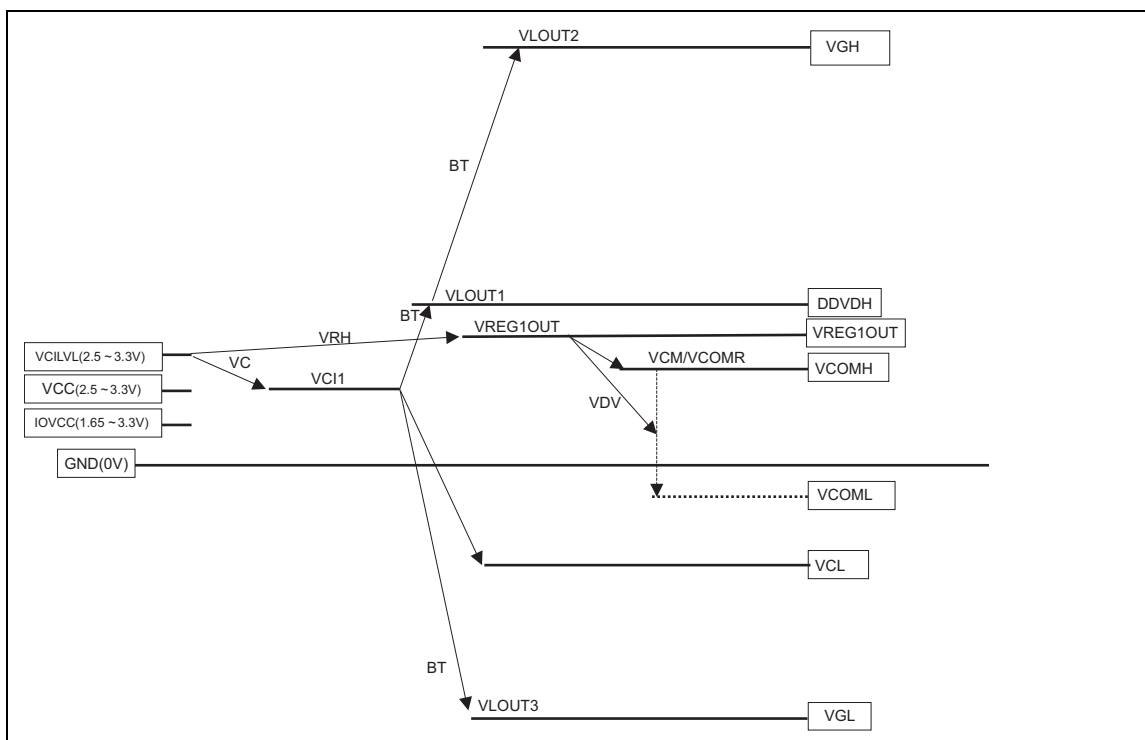 VLOUT2
VGH
BT
VLOUT1
DDVDH
BT
VREG1OUT
VREG1OUT
VRH
VCILVL(2.5 ~ 3.3V)
VC
VCM/VCOMR
VCOMH
VCI1
VCC(2.5 ~ 3.3V)
VDV
IOVCC(1.65 ~ 3.3V)
GND(0V)
VCOML
VCL
BT
VLOUT3
VGL